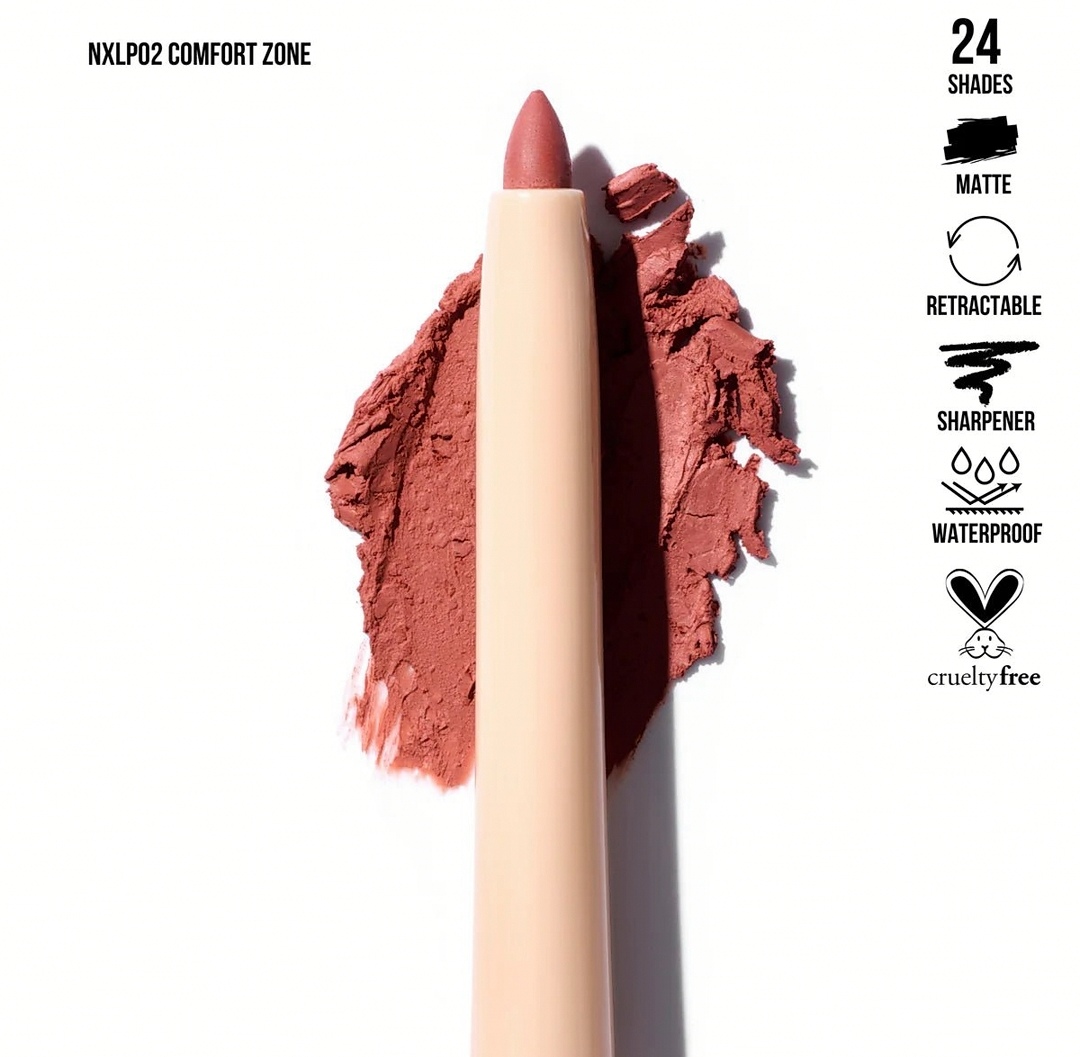 NXLP02 COMFORT ZONE
24
SHADES
MATTE
RETRACTABLE
SHARPENER
WATERPROOF
crueltyfree